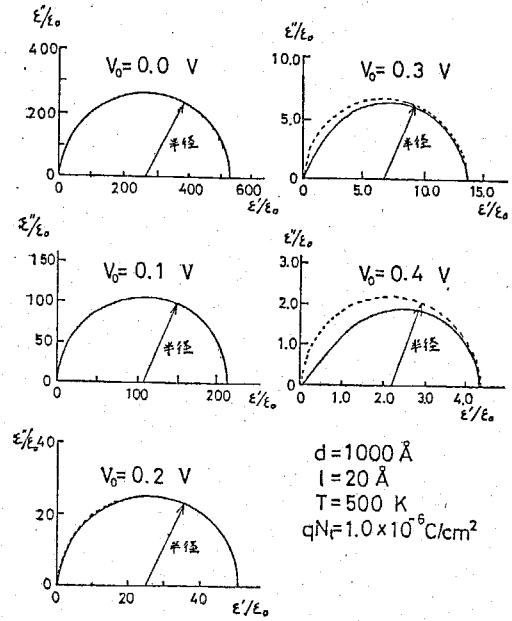 ε″/ε₀
400
200
0
V₀= 0.0 V
半径
0 200 400 600
ε′/ε₀
ε″/ε₀
10.0
5.0
0
V₀= 0.3 V
半径
0 5.0 10.0 15.0
ε′/ε₀
ε″/ε₀
150
100
50
0
V₀= 0.1 V
半径
0 100 200
ε′/ε₀
ε″/ε₀
3.0
2.0
1.0
0
V₀= 0.4 V
半径
0 1.0 2.0 3.0 4.0
ε′/ε₀
ε″/ε₀
40
20
0
V₀= 0.2 V
半径
0 20 40
ε′/ε₀
d = 1000 Å
l = 20 Å
T = 500 K
qNr=1.0×10⁻⁶C/cm²